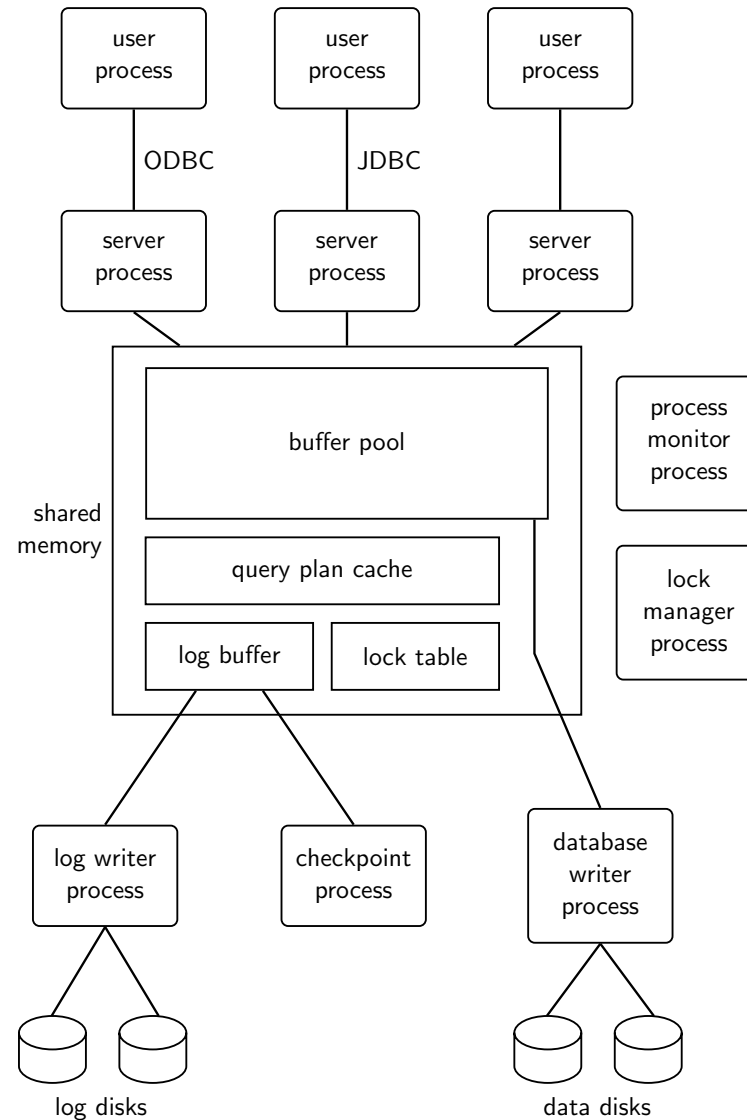 user
process
user
process
user
process
ODBC
JDBC
server
process
server
process
server
process
buffer pool
process
monitor
process
shared
memory
query plan cache
lock
manager
process
log buffer
lock table
log writer
process
checkpoint
process
database
writer
process
log disks
data disks